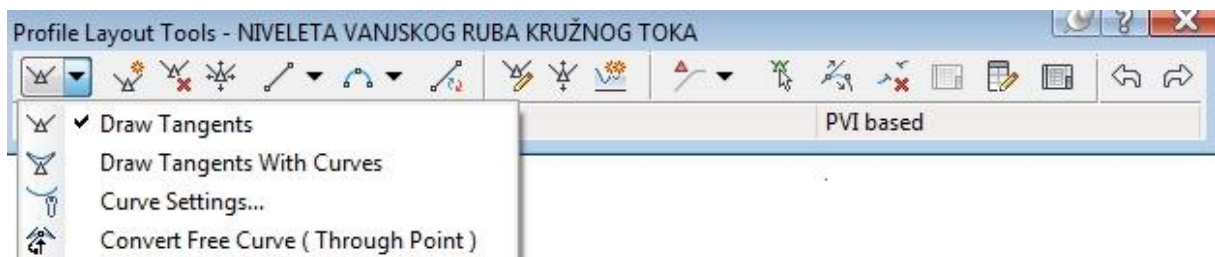 Profile Layout Tools - NIVELETA VANJSKOG RUBA KRUŽNOG TOKA
Draw Tangents
PVI based
Draw Tangents With Curves
Curve Settings...
Convert Free Curve ( Through Point )